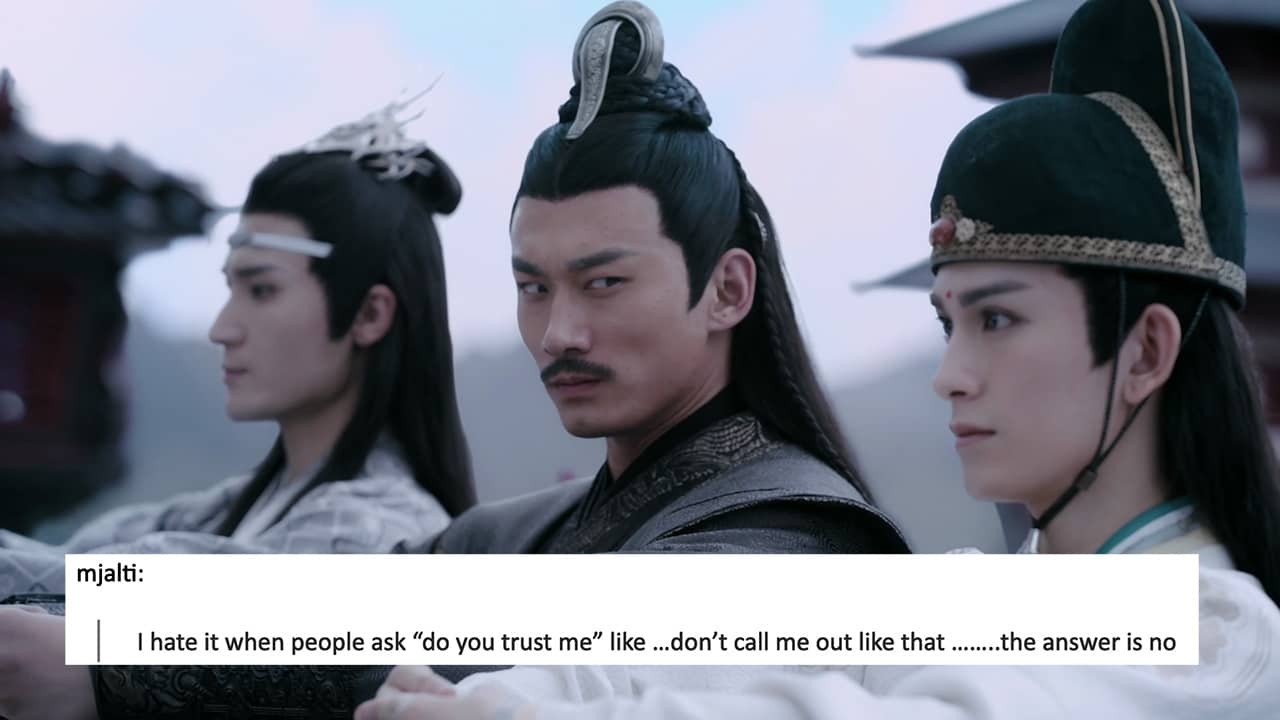 mjalti:
I hate it when people ask “do you trust me” like ...don’t call me out like that ........the answer is no